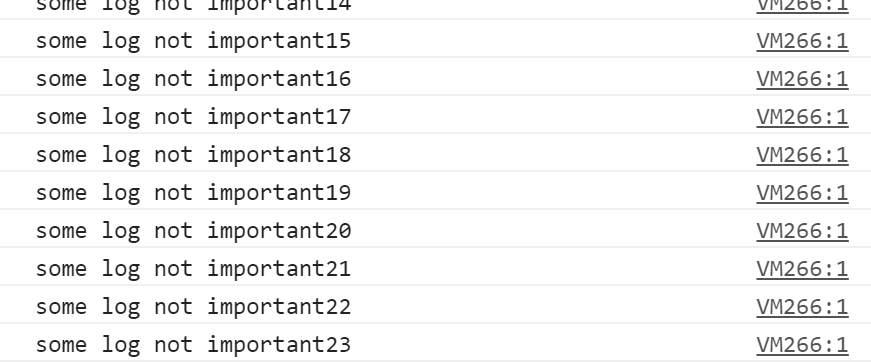 some log not important14 VM266:1
some log not important15 VM266:1
some log not important16 VM266:1
some log not important17 VM266:1
some log not important18 VM266:1
some log not important19 VM266:1
some log not important20 VM266:1
some log not important21 VM266:1
some log not important22 VM266:1
some log not important23 VM266:1